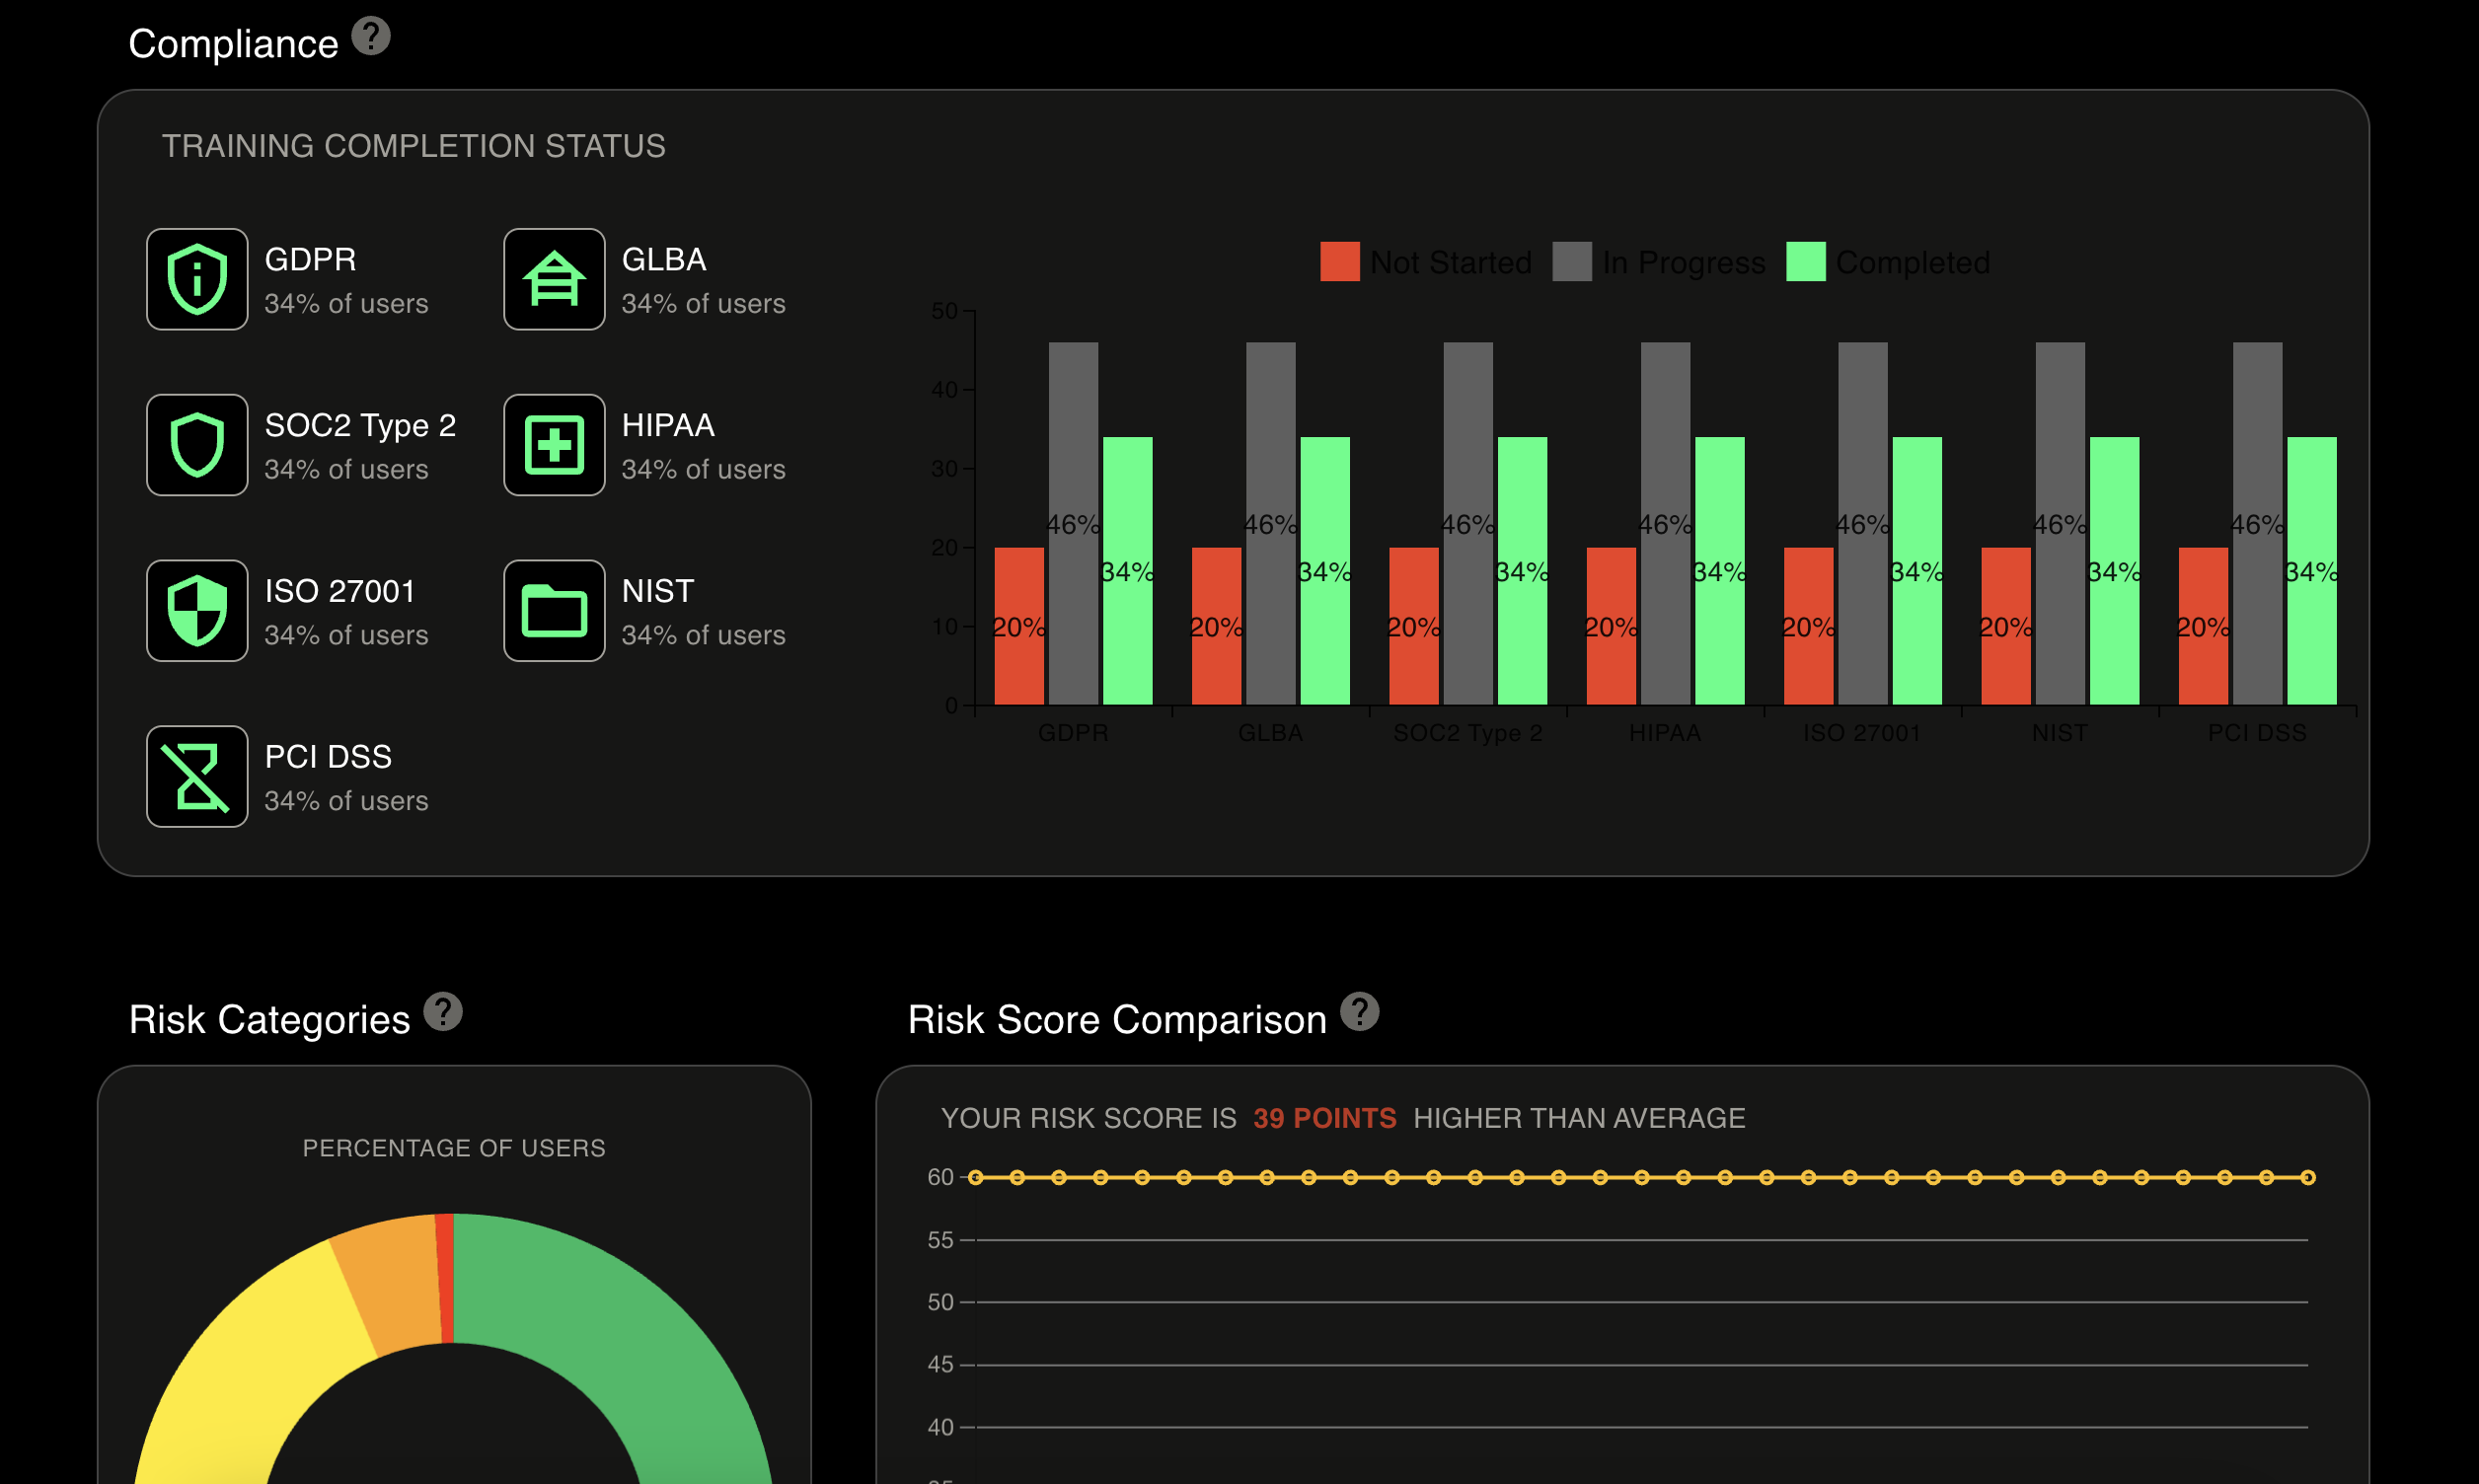 Compliance
TRAINING COMPLETION STATUS
GDPR
34% of users
GLBA
34% of users
SOC2 Type 2
34% of users
HIPAA
34% of users
ISO 27001
34% of users
NIST
34% of users
PCI DSS
34% of users
Not Started In Progress Completed
50
40
30
20
10
0
20% 46% 34%
20% 46% 34%
20% 46% 34%
20% 46% 34%
20% 46% 34%
20% 46% 34%
20% 46% 34%
GDPR GLBA SOC2 Type 2 HIPAA ISO 27001 NIST PCI DSS
Risk Categories
PERCENTAGE OF USERS
Risk Score Comparison
YOUR RISK SCORE IS 39 POINTS HIGHER THAN AVERAGE
60
55
50
45
40